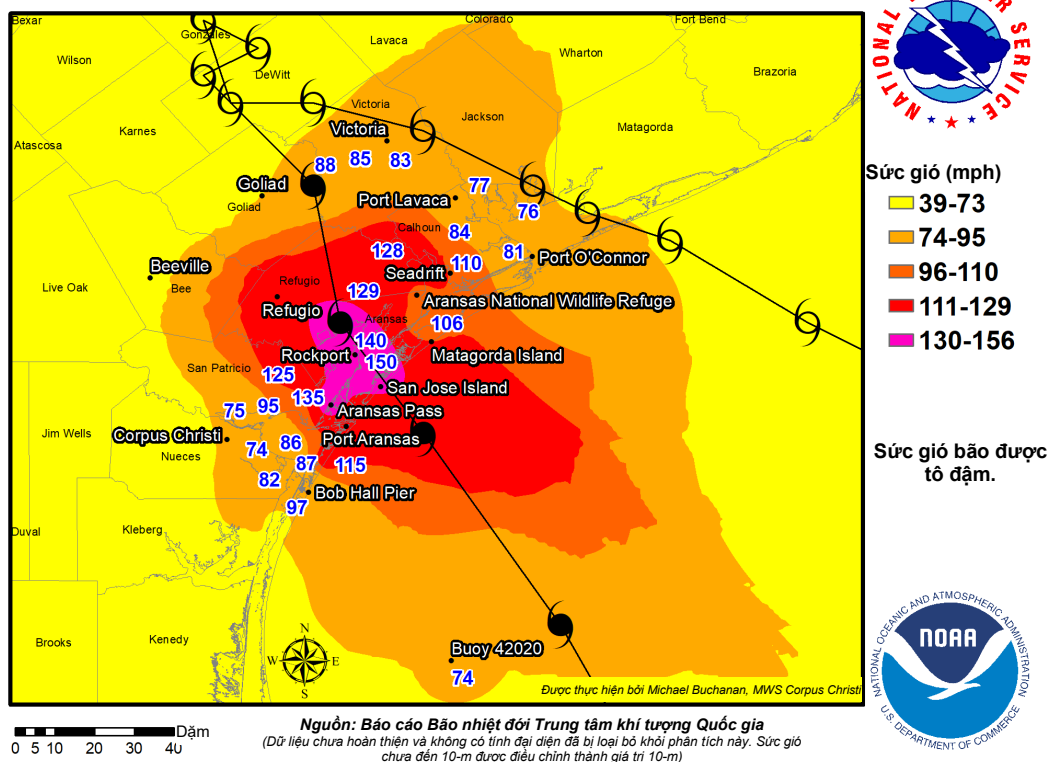 Bexar
Gonzales
Colorado
Fort Bend
Wilson
Lavaca
Wharton
DeWitt
Brazoria
Victoria
Jackson
Karnes
Victoria
Matagorda
Atascosa
88
85
83
Goliad
77
Port Lavaca
Goliad
76
Calhoun
84
128
81
Port O'Connor
Beeville
Seadrift
110
Live Oak
Bee
Refugio
129
Aransas National Wildlife Refuge
Refugio
Aransas
106
140
Rockport
150
Matagorda Island
San Patricio
125
San Jose Island
135
75
95
Aransas Pass
Jim Wells
Corpus Christi
86
Port Aransas
74
Nueces
87
115
82
Bob Hall Pier
97
Duval
Kleberg
Brooks
Kenedy
N
W
E
S
Buoy 42020
74
Được thực hiện bởi Michael Buchanan, MWS Corpus Christi
NATIONAL
SERVICE
Sức gió (mph)
39-73
74-95
96-110
111-129
130-156
Sức gió bão được
tô đậm.
NATIONAL OCEANIC AND ATMOSPHERIC ADMINISTRATION
NOAA
U.S. DEPARTMENT OF COMMERCE
Dặm
0 5 10 20 30 40
Nguồn: Báo cáo Bão nhiệt đới Trung tâm khí tượng Quốc gia
(Dữ liệu chưa hoàn thiện và không có tính đại diện đã bị loại bỏ khỏi phân tích này. Sức gió
chưa đến 10-m được điều chỉnh thành giá trị 10-m)